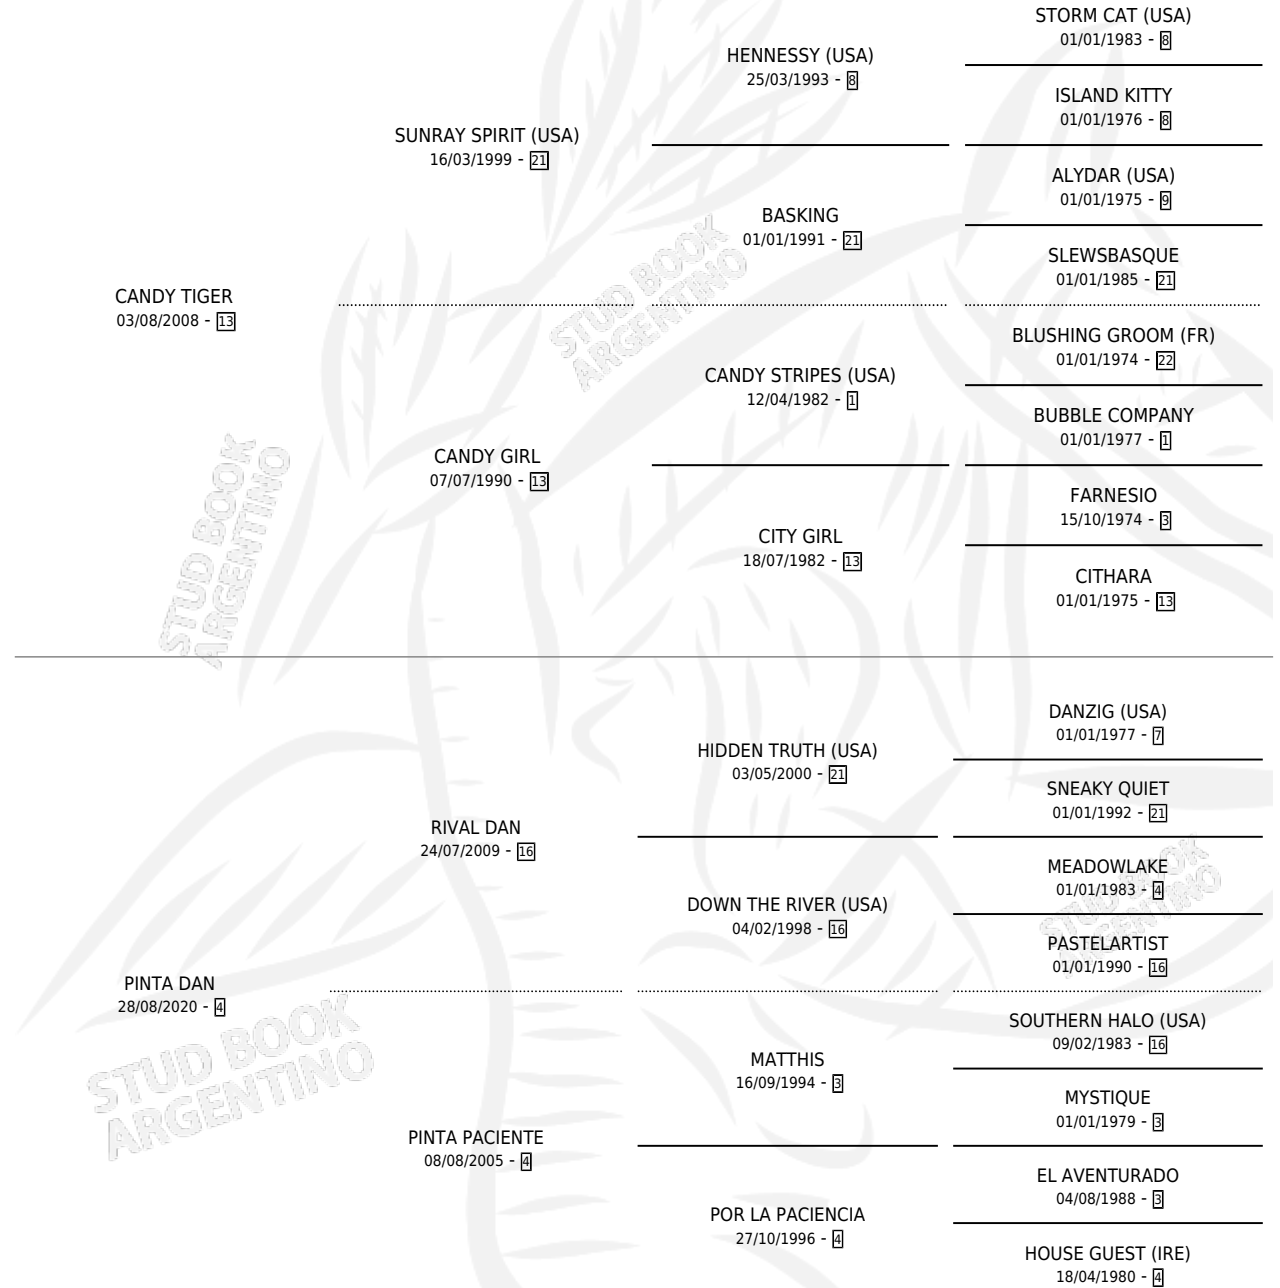 STORM CAT (USA)
01/01/1983 - 8
HENNESSY (USA)
25/03/1993 - 8
ISLAND KITTY
01/01/1976 - 8
SUNRAY SPIRIT (USA)
16/03/1999 - 21
ALYDAR (USA)
01/01/1975 - 9
BASKING
01/01/1991 - 21
SLEWSBASQUE
01/01/1985 - 21
CANDY TIGER
03/08/2008 - 13
BLUSHING GROOM (FR)
01/01/1974 - 22
CANDY STRIPES (USA)
12/04/1982 - 1
BUBBLE COMPANY
01/01/1977 - 1
CANDY GIRL
07/07/1990 - 13
FARNESIO
15/10/1974 - 3
CITY GIRL
18/07/1982 - 13
CITHARA
01/01/1975 - 13
STUD BOOK
ARGENTINO
STUD BOOK
ARGENTINO
DANZIG (USA)
01/01/1977 - 7
HIDDEN TRUTH (USA)
03/05/2000 - 21
SNEAKY QUIET
01/01/1992 - 21
RIVAL DAN
24/07/2009 - 16
MEADOWLAKE
01/01/1983 - 4
DOWN THE RIVER (USA)
04/02/1998 - 16
PASTELARTIST
01/01/1990 - 16
STUD BOOK
ARGENTINO
PINTA DAN
28/08/2020 - 4
SOUTHERN HALO (USA)
09/02/1983 - 16
MATTHIS
16/09/1994 - 3
MYSTIQUE
01/01/1979 - 3
STUD BOOK
ARGENTINO
PINTA PACIENTE
08/08/2005 - 4
EL AVENTURADO
04/08/1988 - 3
POR LA PACIENCIA
27/10/1996 - 4
HOUSE GUEST (IRE)
18/04/1980 - 4